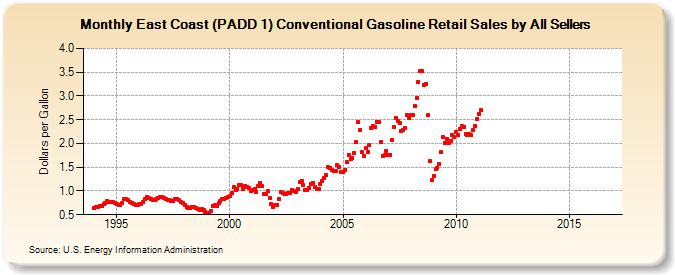 Monthly East Coast (PADD 1) Conventional Gasoline Retail Sales by All Sellers
Dollars per Gallon
4.0
3.5
3.0
2.5
2.0
1.5
1.0
0.5
1995 2000 2005 2010 2015
Source: U.S. Energy Information Administration